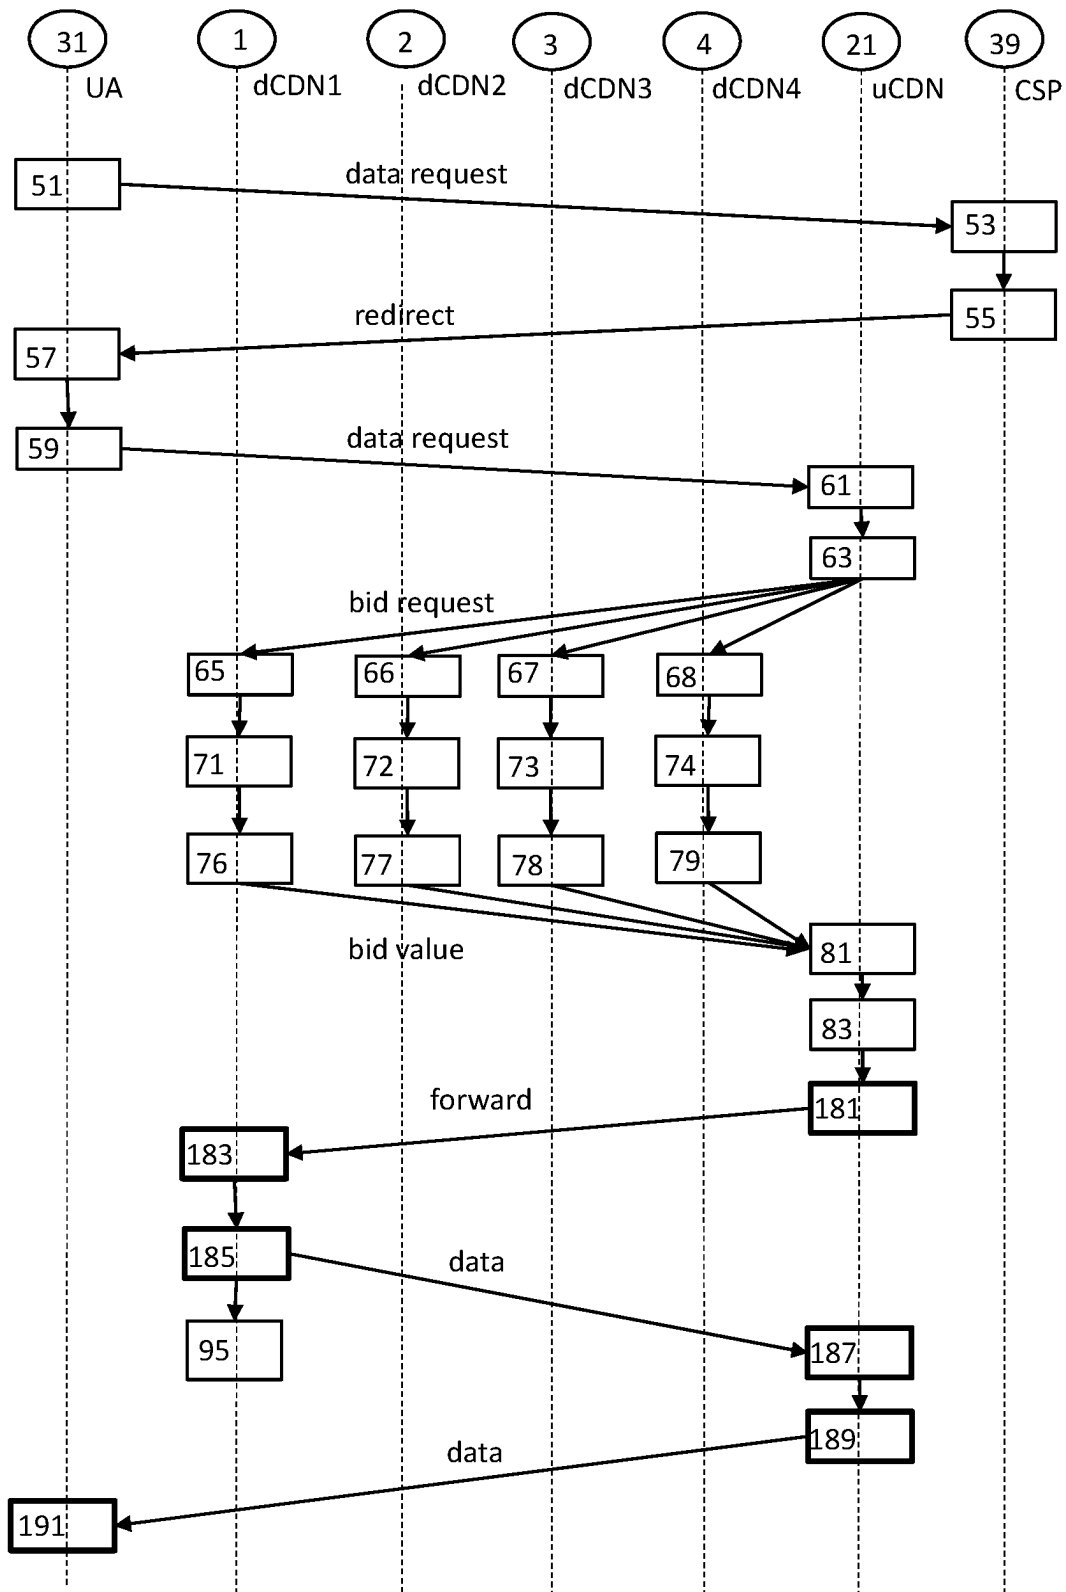 31 1 2 3 4 21 39
UA dCDN1 dCDN2 dCDN3 dCDN4 uCDN CSP
data request
51
53
redirect
55
57
data request
59
61
63
bid request
65 66 67 68
71 72 73 74
76 77 78 79
bid value
81
83
forward
181
183
185
data
95
187
189
data
191